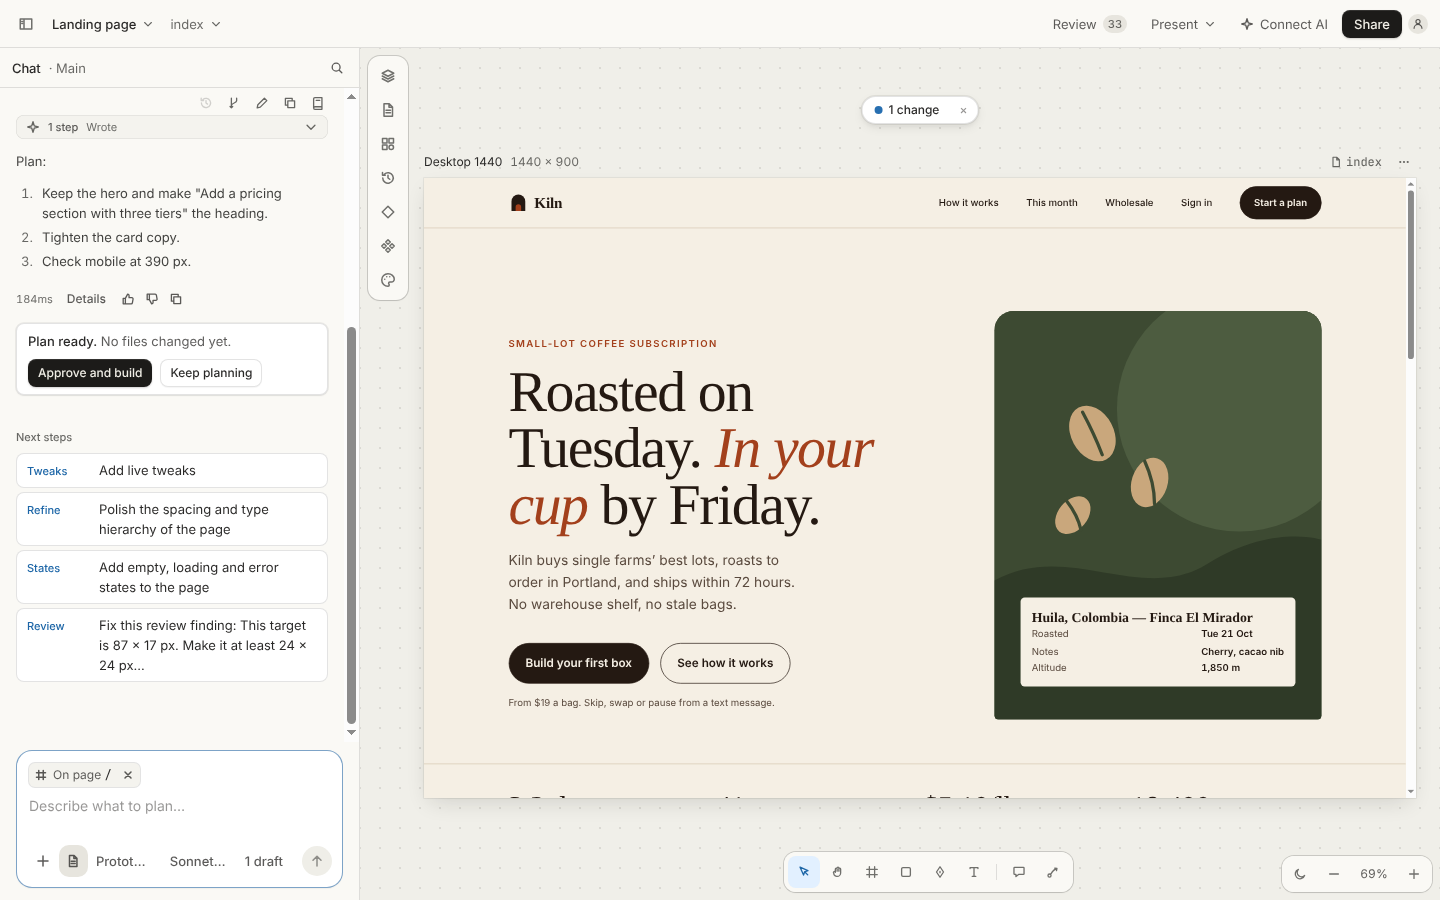 Landing page
index
Review 33
Present
Connect AI
Share
Chat · Main
1 step Wrote
Plan:
1. Keep the hero and make "Add a pricing
section with three tiers" the heading.
2. Tighten the card copy.
3. Check mobile at 390 px.
184ms Details
Plan ready. No files changed yet.
Approve and build
Keep planning
Next steps
Tweaks Add live tweaks
Refine Polish the spacing and type
hierarchy of the page
States Add empty, loading and error
states to the page
Review Fix this review finding: This target
is 87 × 17 px. Make it at least 24 ×
24 px...
On page /
Describe what to plan...
Protot...
Sonnet...
1 draft
1 change
Desktop 1440 1440 × 900
index
Kiln
How it works
This month
Wholesale
Sign in
Start a plan
SMALL-LOT COFFEE SUBSCRIPTION
Roasted on
Tuesday. In your
cup by Friday.
Kiln buys single farms’ best lots, roasts to
order in Portland, and ships within 72 hours.
No warehouse shelf, no stale bags.
Build your first box
See how it works
From $19 a bag. Skip, swap or pause from a text message.
Huila, Colombia — Finca El Mirador
Roasted Tue 21 Oct
Notes Cherry, cacao nib
Altitude 1,850 m
69%